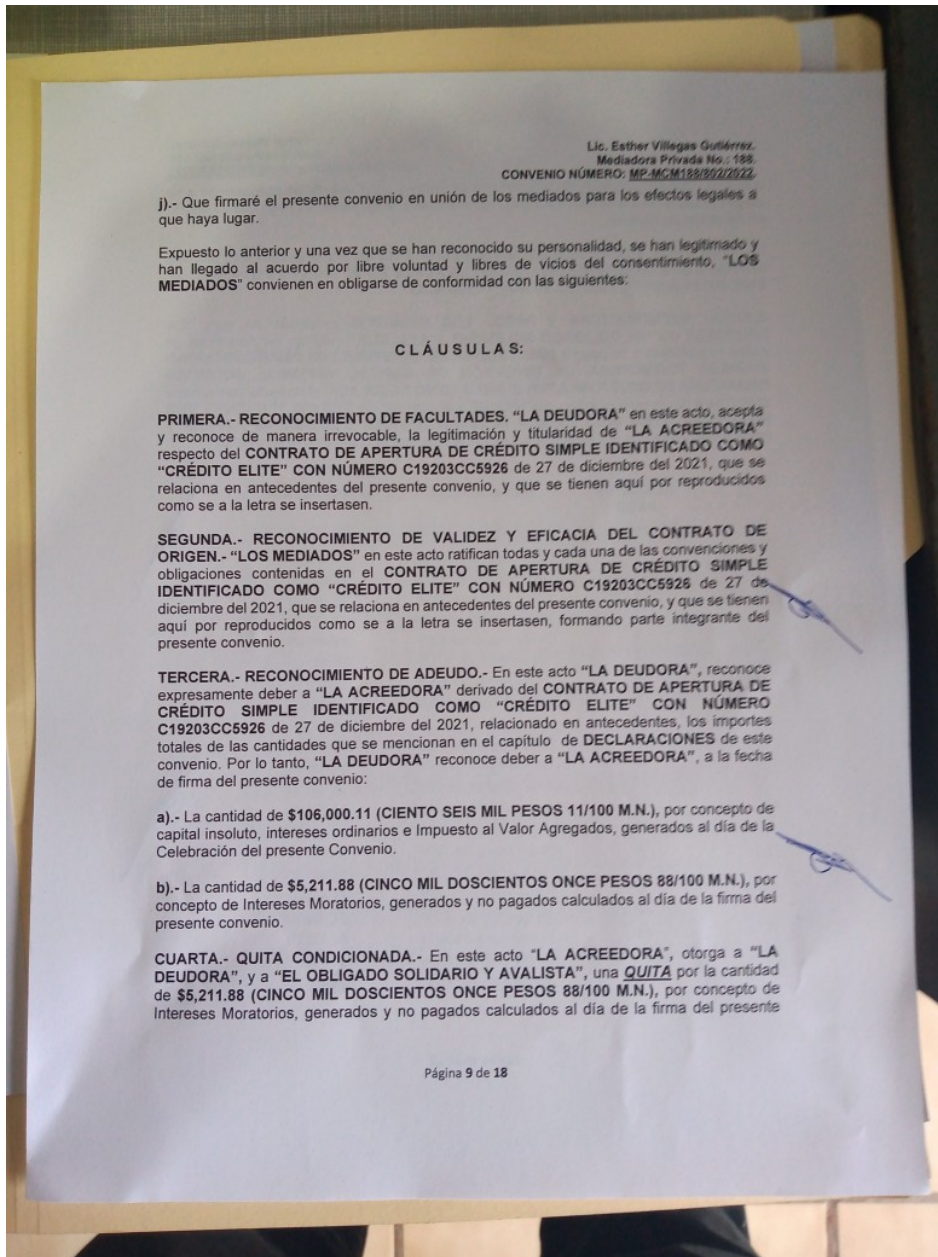 Lic. Esther Villegas Gutiérrez.
Mediadora Privada No.: 188.
CONVENIO NÚMERO: MP-MCM188/802/2022.
j).- Que firmaré el presente convenio en unión de los mediados para los efectos legales a
que haya lugar.
Expuesto lo anterior y una vez que se han reconocido su personalidad, se han legitimado y
han llegado al acuerdo por libre voluntad y libres de vicios del consentimiento, "LOS
MEDIADOS" convienen en obligarse de conformidad con las siguientes:
C L Á U S U L A S:
PRIMERA.- RECONOCIMIENTO DE FACULTADES. "LA DEUDORA" en este acto, acepta
y reconoce de manera irrevocable, la legitimación y titularidad de "LA ACREEDORA"
respecto del CONTRATO DE APERTURA DE CRÉDITO SIMPLE IDENTIFICADO COMO
"CRÉDITO ELITE" CON NÚMERO C19203CC5926 de 27 de diciembre del 2021, que se
relaciona en antecedentes del presente convenio, y que se tienen aquí por reproducidos
como se a la letra se insertasen.
SEGUNDA.- RECONOCIMIENTO DE VALIDEZ Y EFICACIA DEL CONTRATO DE
ORIGEN.- "LOS MEDIADOS" en este acto ratifican todas y cada una de las convenciones y
obligaciones contenidas en el CONTRATO DE APERTURA DE CRÉDITO SIMPLE
IDENTIFICADO COMO "CRÉDITO ELITE" CON NÚMERO C19203CC5926 de 27 de
diciembre del 2021, que se relaciona en antecedentes del presente convenio, y que se tienen
aquí por reproducidos como se a la letra se insertasen, formando parte integrante del
presente convenio.
TERCERA.- RECONOCIMIENTO DE ADEUDO.- En este acto "LA DEUDORA", reconoce
expresamente deber a "LA ACREEDORA" derivado del CONTRATO DE APERTURA DE
CRÉDITO SIMPLE IDENTIFICADO COMO "CRÉDITO ELITE" CON NÚMERO
C19203CC5926 de 27 de diciembre del 2021, relacionado en antecedentes, los importes
totales de las cantidades que se mencionan en el capítulo de DECLARACIONES de este
convenio. Por lo tanto, "LA DEUDORA" reconoce deber a "LA ACREEDORA", a la fecha
de firma del presente convenio:
a).- La cantidad de $106,000.11 (CIENTO SEIS MIL PESOS 11/100 M.N.), por concepto de
capital insoluto, intereses ordinarios e Impuesto al Valor Agregados, generados al día de la
Celebración del presente Convenio.
b).- La cantidad de $5,211.88 (CINCO MIL DOSCIENTOS ONCE PESOS 88/100 M.N.), por
concepto de Intereses Moratorios, generados y no pagados calculados al día de la firma del
presente convenio.
CUARTA.- QUITA CONDICIONADA.- En este acto "LA ACREEDORA", otorga a "LA
DEUDORA", y a "EL OBLIGADO SOLIDARIO Y AVALISTA", una QUITA por la cantidad
de $5,211.88 (CINCO MIL DOSCIENTOS ONCE PESOS 88/100 M.N.), por concepto de
Intereses Moratorios, generados y no pagados calculados al día de la firma del presente
Página 9 de 18